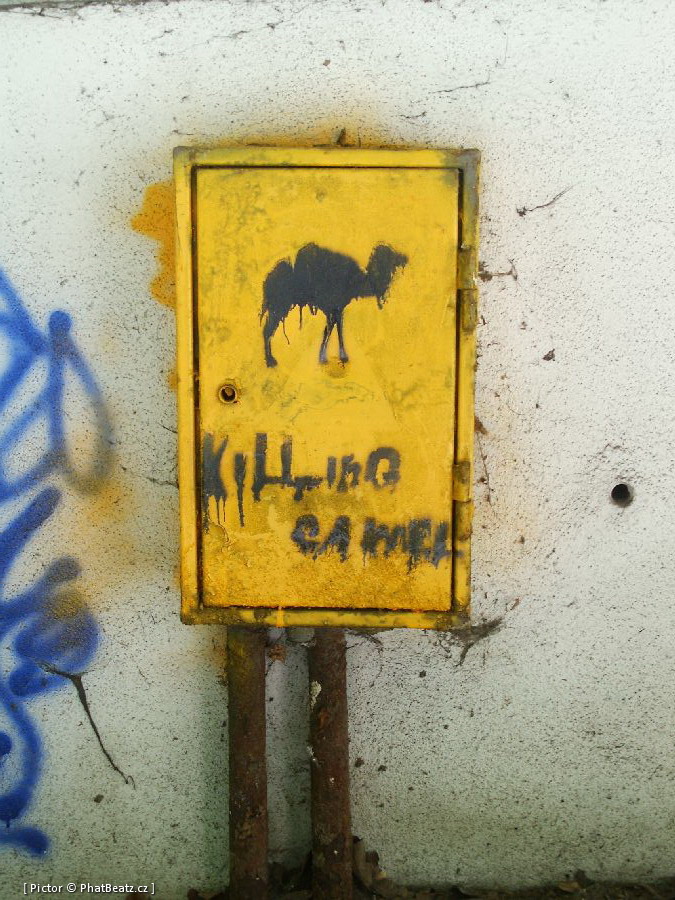 KiLLinG
CAMEL
[ Pictor © PhatBeatz.cz ]